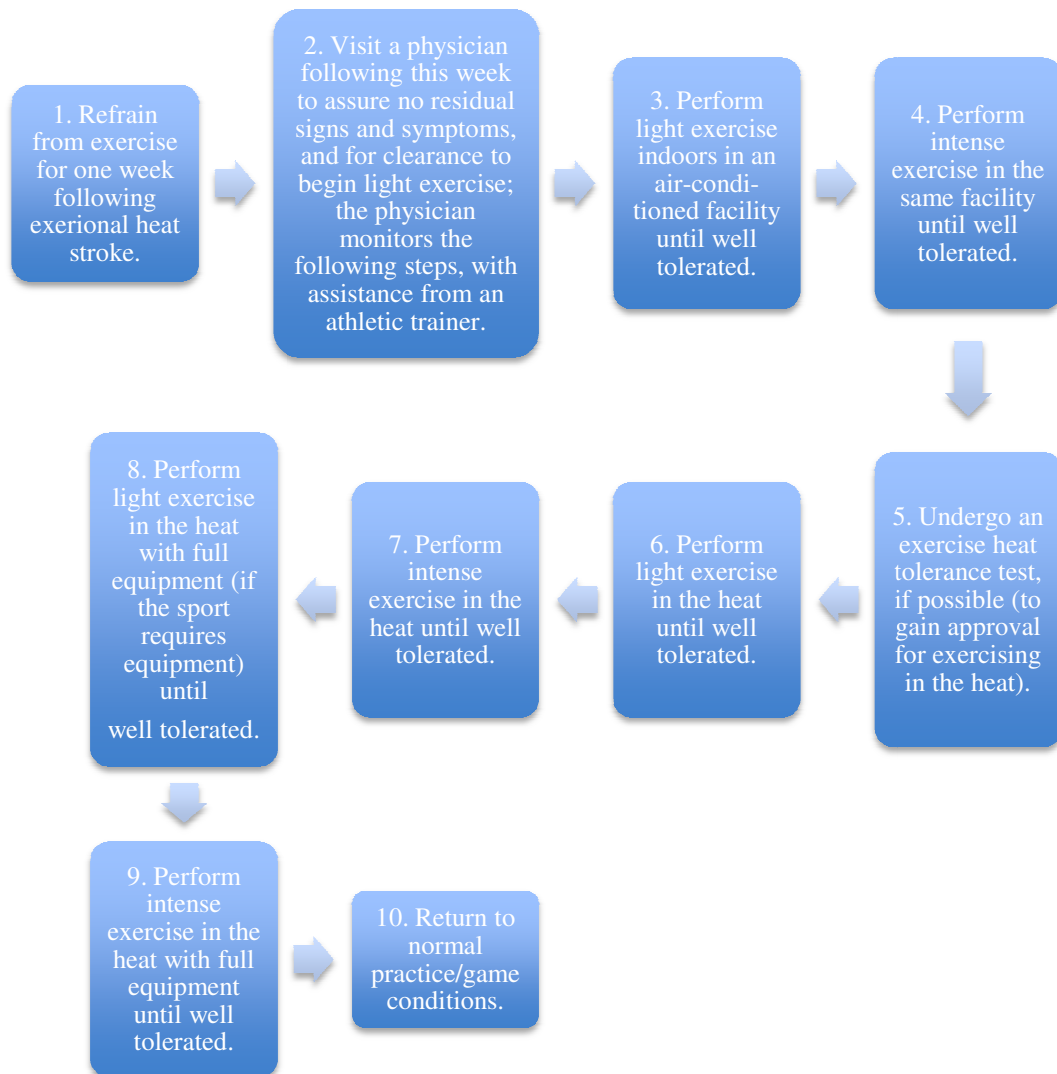 1. Refrain
from exercise
for one week
following
exerional heat
stroke.
2. Visit a physician
following this week
to assure no residual
signs and symptoms,
and for clearance to
begin light exercise;
the physician
monitors the
following steps, with
assistance from an
athletic trainer.
3. Perform
light exercise
indoors in an
air-condi-
tioned facility
until well
tolerated.
4. Perform
intense
exercise in the
same facility
until well
tolerated.
5. Undergo an
exercise heat
tolerance test,
if possible (to
gain approval
for exercising
in the heat).
6. Perform
light exercise
in the heat
until well
tolerated.
7. Perform
intense
exercise in the
heat until well
tolerated.
8. Perform
light exercise
in the heat
with full
equipment (if
the sport
requires
equipment)
until
well tolerated.
9. Perform
intense
exercise in the
heat with full
equipment
until well
tolerated.
10. Return to
normal
practice/game
conditions.